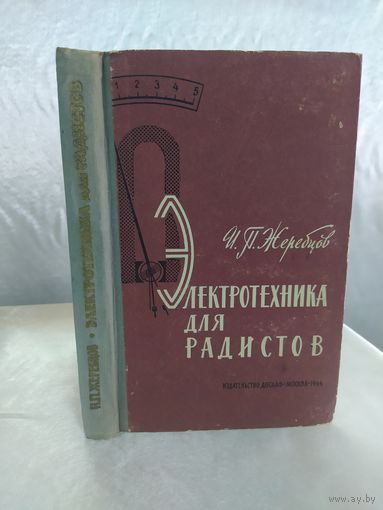 И.П. ЖЕРЕБЦОВ • ЭЛЕКТРОТЕХНИКА ДЛЯ РАДИСТОВ
1 2 3 4 5
И. П. Жеребцов
ЭЛЕКТРОТЕХНИКА
ДЛЯ
РАДИСТОВ
ИЗДАТЕЛЬСТВО ДОСААФ–МОСКВА–1964
https://www.ay.by/